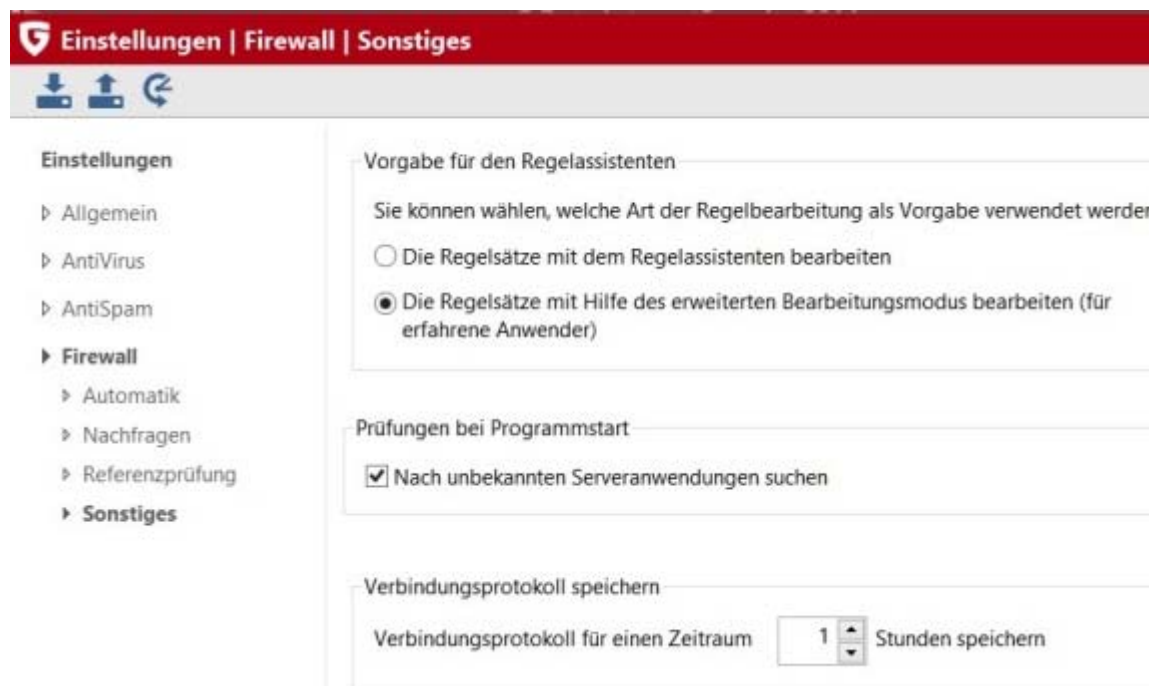 Einstellungen | Firewall | Sonstiges
Einstellungen
Allgemein
AntiVirus
AntiSpam
Firewall
Automatik
Nachfragen
Referenzprüfung
Sonstiges
Vorgabe für den Regelassistenten
Sie können wählen, welche Art der Regelbearbeitung als Vorgabe verwendet
Die Regelsätze mit dem Regelassistenten bearbeiten
Die Regelsätze mit Hilfe des erweiterten Bearbeitungsmodus bearbeiten (für
erfahrene Anwender)
Prüfungen bei Programmstart
Nach unbekannten Serveranwendungen suchen
Verbindungsprotokoll speichern
Verbindungsprotokoll für einen Zeitraum 1 Stunden speichern